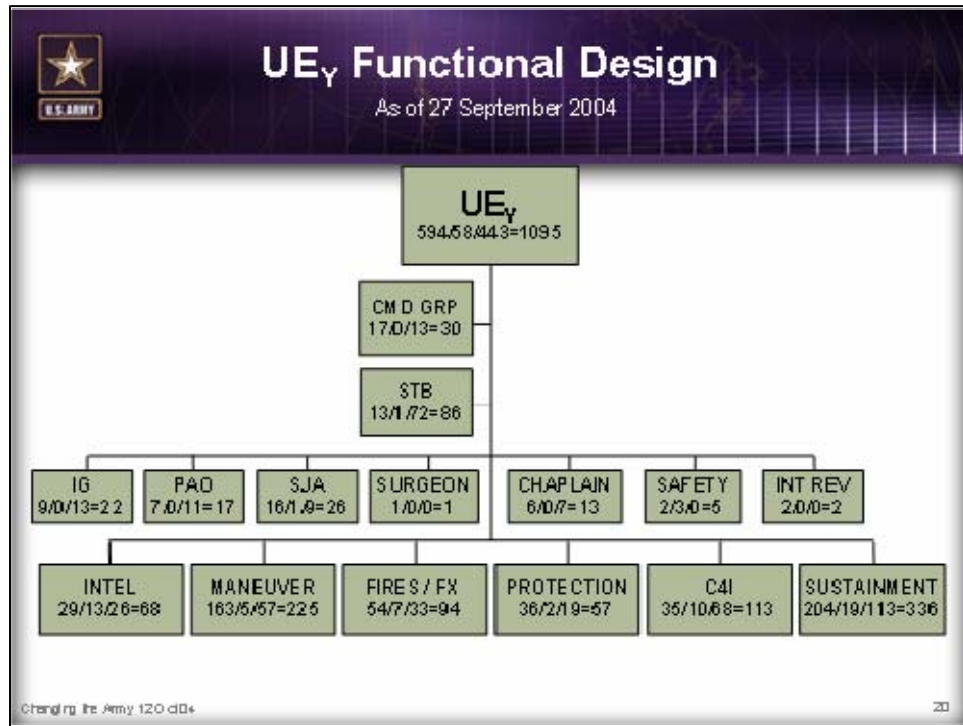 U.S. ARMY
UEY Functional Design
As of 27 September 2004
UEY
594/58/443=1095
CMD GRP
17/0/13=30
STB
13/1/72=86
IG
9/0/13=22
PAO
7/0/11=17
SJA
16/1/9=26
SURGEON
1/0/0=1
CHAPLAIN
6/0/7=13
SAFETY
2/3/0=5
INT REV
2/0/0=2
INTEL
29/13/26=68
MANEUVER
163/5/57=225
FIRES / FX
54/7/33=94
PROTECTION
36/2/19=57
C4I
35/10/68=113
SUSTAINMENT
204/19/113=336
Changing the Army
20